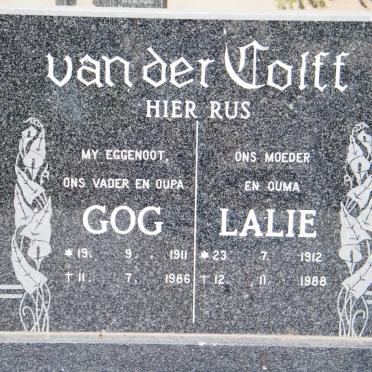 van der Colff
HIER RUS
MY EGGENOOT,
ONS VADER EN OUPA
GOG
* 19. 9. 1911
† 11. 7. 1986
ONS MOEDER
EN OUMA
LALIE
* 23 7. 1912
† 12. 11. 1988